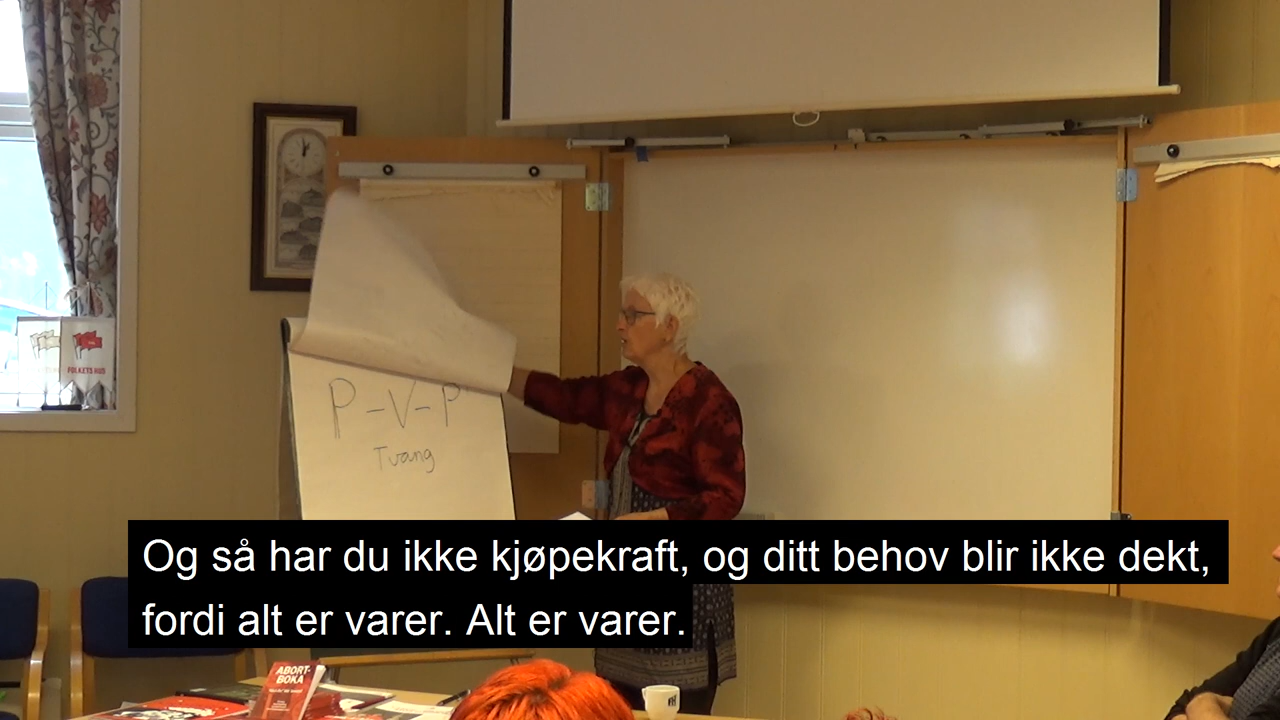 P-V-P
Tvang
FOLKETS HUS
Og så har du ikke kjøpekraft, og ditt behov blir ikke dekt,
fordi alt er varer. Alt er varer.
ABORT-
BOKA